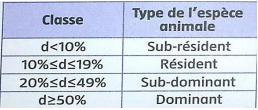 Classe Type de l'espèce animale
d<10% Sub-résident
10%≤d≤19% Résident
20%≤d≤49% Sub-dominant
d≥50% Dominant